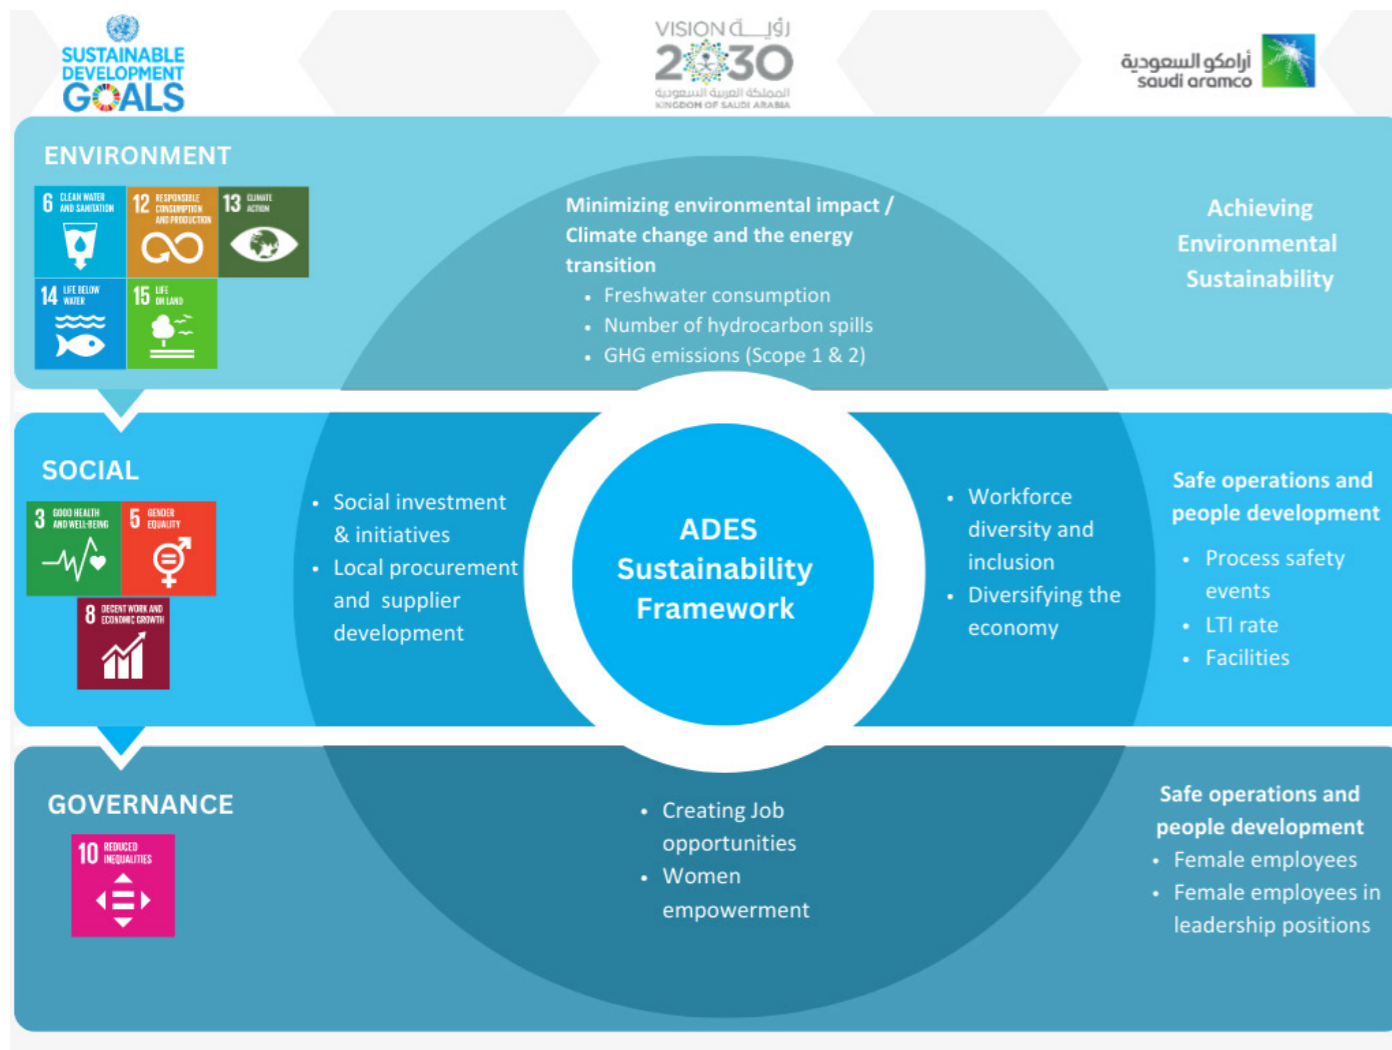 SUSTAINABLE
DEVELOPMENT
GOALS
VISION رؤيــة
2030
المملكة العربية السعودية
KINGDOM OF SAUDI ARABIA
أرامكو السعودية
saudi aramco
ENVIRONMENT
6 CLEAN WATER
AND SANITATION
12 RESPONSIBLE
CONSUMPTION
AND PRODUCTION
13 CLIMATE
ACTION
14 LIFE BELOW
WATER
15 LIFE
ON LAND
Minimizing environmental impact /
Climate change and the energy
transition
• Freshwater consumption
• Number of hydrocarbon spills
• GHG emissions (Scope 1 & 2)
Achieving
Environmental
Sustainability
SOCIAL
3 GOOD HEALTH
AND WELL-BEING
5 GENDER
EQUALITY
8 DECENT WORK AND
ECONOMIC GROWTH
• Social investment
& initiatives
• Local procurement
and supplier
development
ADES
Sustainability
Framework
• Workforce
diversity and
inclusion
• Diversifying the
economy
Safe operations and
people development
• Process safety
events
• LTI rate
• Facilities
GOVERNANCE
10 REDUCED
INEQUALITIES
• Creating Job
opportunities
• Women
empowerment
Safe operations and
people development
• Female employees
• Female employees in
leadership positions